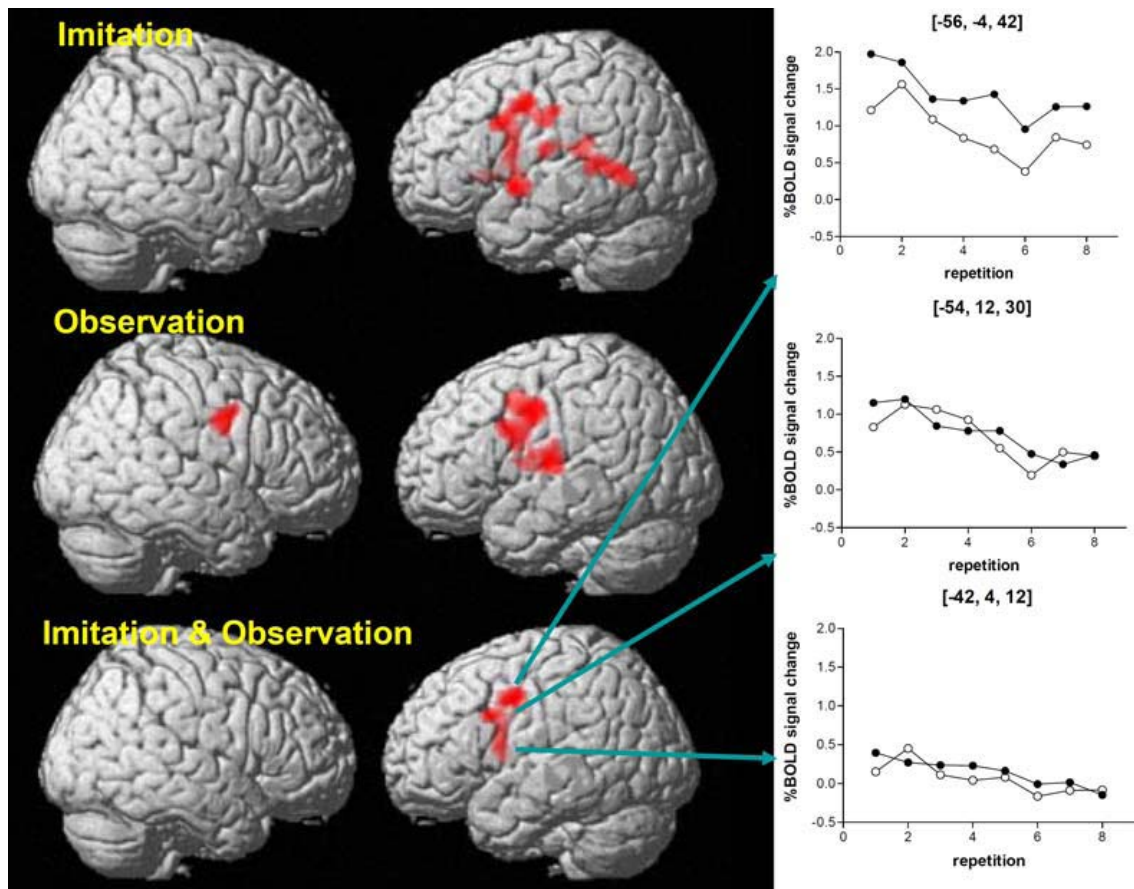 Imitation
Observation
Imitation & Observation
[-56, -4, 42]
%BOLD signal change
2.0
1.5
1.0
0.5
0.0
-0.5
0 2 4 6 8
repetition
[-54, 12, 30]
%BOLD signal change
2.0
1.5
1.0
0.5
0.0
-0.5
0 2 4 6 8
repetition
[-42, 4, 12]
%BOLD signal change
2.0
1.5
1.0
0.5
0.0
-0.5
0 2 4 6 8
repetition